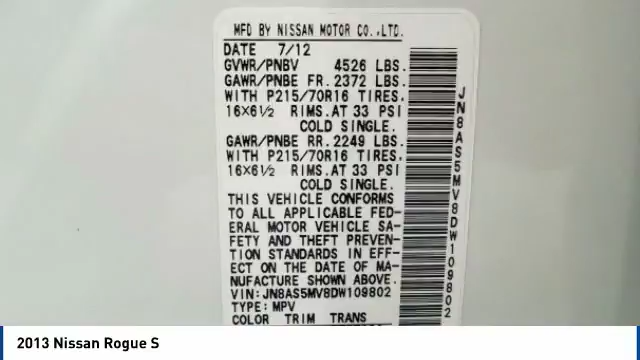 MFD BY NISSAN MOTOR CO.,LTD.
DATE 7/12
GVWR/PNBV 4526 LBS.
GAWR/PNBE FR. 2372 LBS.
WITH P215/70R16 TIRES.
16×6½ RIMS. AT 33 PSI
COLD SINGLE.
GAWR/PNBE RR. 2249 LBS.
WITH P215/70R16 TIRES.
16×6½ RIMS. AT 33 PSI
COLD SINGLE.
THIS VEHICLE CONFORMS
TO ALL APPLICABLE FED-
ERAL MOTOR VEHICLE SA-
FETY AND THEFT PREVEN-
TION STANDARDS IN EFF-
ECT ON THE DATE OF MA-
NUFACTURE SHOWN ABOVE.
VIN:JN8AS5MV8DW109802
TYPE: MPV
COLOR TRIM TRANS
JN8AS5MV8DW109802
2013 Nissan Rogue S